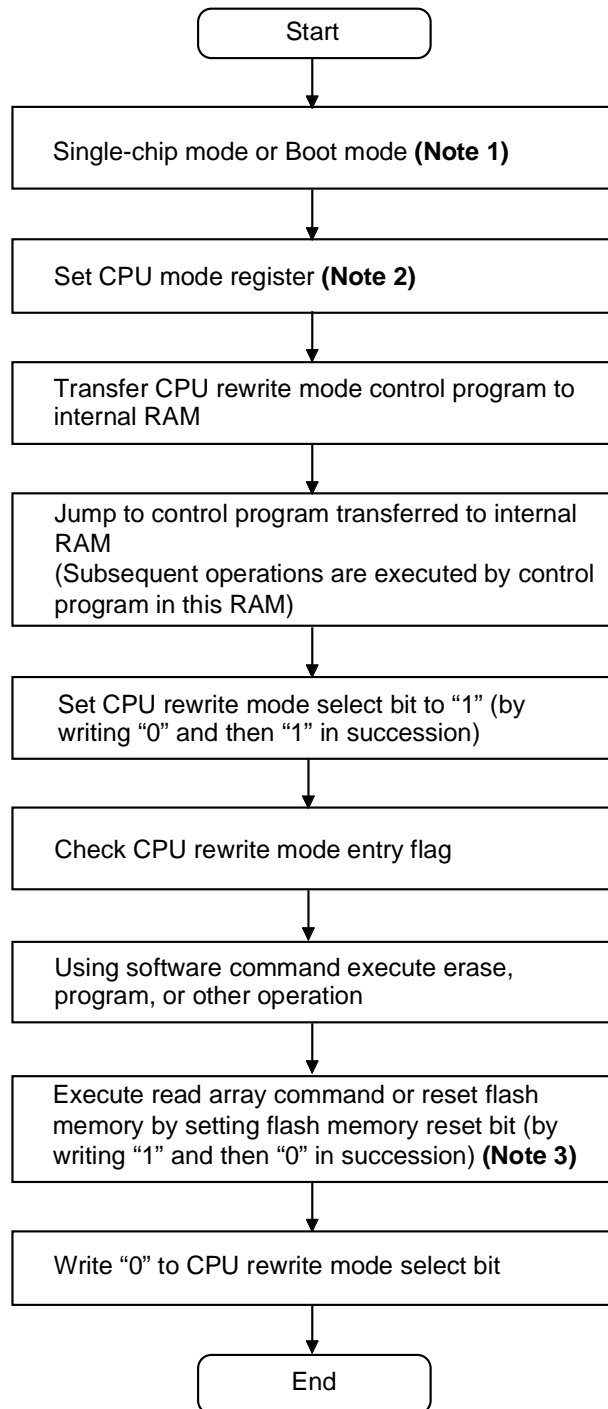 Start
Single-chip mode or Boot mode (Note 1)
Set CPU mode register (Note 2)
Transfer CPU rewrite mode control program to
internal RAM
Jump to control program transferred to internal
RAM
(Subsequent operations are executed by control
program in this RAM)
Set CPU rewrite mode select bit to “1” (by
writing “0” and then “1” in succession)
Check CPU rewrite mode entry flag
Using software command execute erase,
program, or other operation
Execute read array command or reset flash
memory by setting flash memory reset bit (by
writing “1” and then “0” in succession) (Note 3)
Write “0” to CPU rewrite mode select bit
End